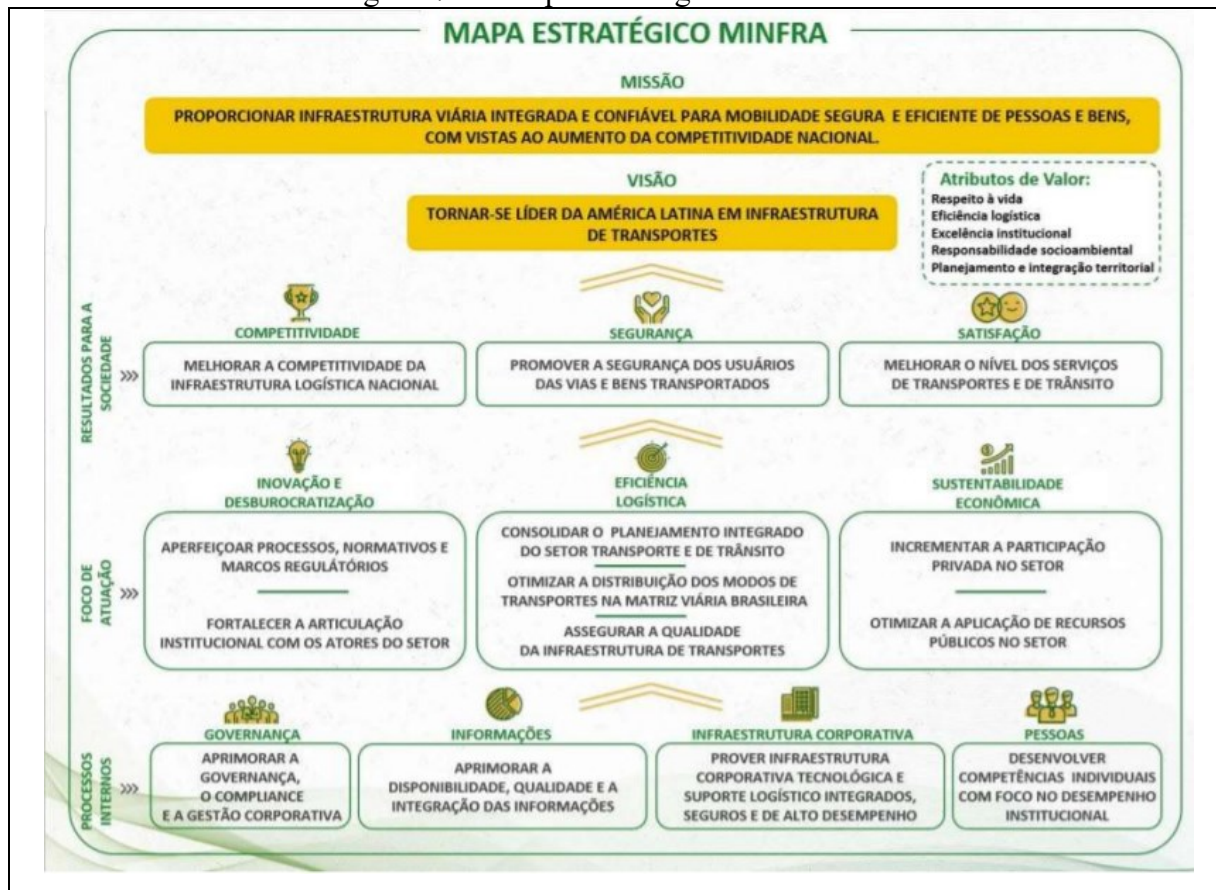 MAPA ESTRATÉGICO MINFRA
MISSÃO
PROPORCIONAR INFRAESTRUTURA VIÁRIA INTEGRADA E CONFIÁVEL PARA MOBILIDADE SEGURA E EFICIENTE DE PESSOAS E BENS,
COM VISTAS AO AUMENTO DA COMPETITIVIDADE NACIONAL.
VISÃO
TORNAR-SE LÍDER DA AMÉRICA LATINA EM INFRAESTRUTURA
DE TRANSPORTES
Atributos de Valor:
Respeito à vida
Eficiência logística
Excelência institucional
Responsabilidade socioambiental
Planejamento e integração territorial
RESULTADOS PARA A
SOCIEDADE
COMPETITIVIDADE
MELHORAR A COMPETITIVIDADE DA
INFRAESTRUTURA LOGÍSTICA NACIONAL
SEGURANÇA
PROMOVER A SEGURANÇA DOS USUÁRIOS
DAS VIAS E BENS TRANSPORTADOS
SATISFAÇÃO
MELHORAR O NÍVEL DOS SERVIÇOS
DE TRANSPORTES E DE TRÂNSITO
FOCO DE
ATUAÇÃO
INOVAÇÃO E
DESBUROCRATIZAÇÃO
APERFEIÇOAR PROCESSOS, NORMATIVOS E
MARCOS REGULATÓRIOS
FORTALECER A ARTICULAÇÃO
INSTITUCIONAL COM OS ATORES DO SETOR
EFICIÊNCIA
LOGÍSTICA
CONSOLIDAR O PLANEJAMENTO INTEGRADO
DO SETOR TRANSPORTE E DE TRÂNSITO
OTIMIZAR A DISTRIBUIÇÃO DOS MODOS DE
TRANSPORTES NA MATRIZ VIÁRIA BRASILEIRA
ASSEGURAR A QUALIDADE
DA INFRAESTRUTURA DE TRANSPORTES
SUSTENTABILIDADE
ECONÔMICA
INCREMENTAR A PARTICIPAÇÃO
PRIVADA NO SETOR
OTIMIZAR A APLICAÇÃO DE RECURSOS
PÚBLICOS NO SETOR
PROCESSOS
INTERNOS
GOVERNANÇA
APRIMORAR A
GOVERNANÇA,
O COMPLIANCE
E A GESTÃO CORPORATIVA
INFORMAÇÕES
APRIMORAR A
DISPONIBILIDADE, QUALIDADE E A
INTEGRAÇÃO DAS INFORMAÇÕES
INFRAESTRUTURA CORPORATIVA
PROVER INFRAESTRUTURA
CORPORATIVA TECNOLÓGICA E
SUPORTE LOGÍSTICO INTEGRADOS,
SEGUROS E DE ALTO DESEMPENHO
PESSOAS
DESENVOLVER
COMPETÊNCIAS INDIVIDUAIS
COM FOCO NO DESEMPENHO
INSTITUCIONAL